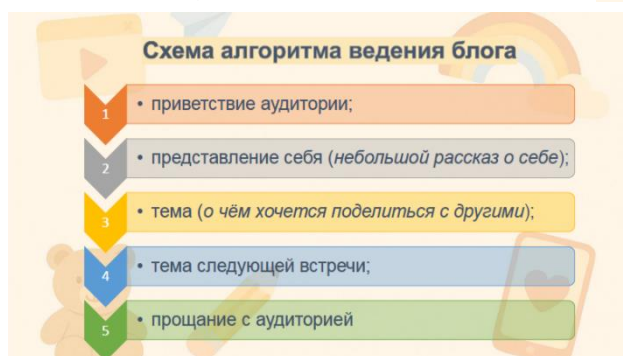 Схема алгоритма ведения блога
1
• приветствие аудитории;
2
• представление себя (небольшой рассказ о себе);
3
• тема (о чём хочется поделиться с другими);
4
• тема следующей встречи;
5
• прощание с аудиторией